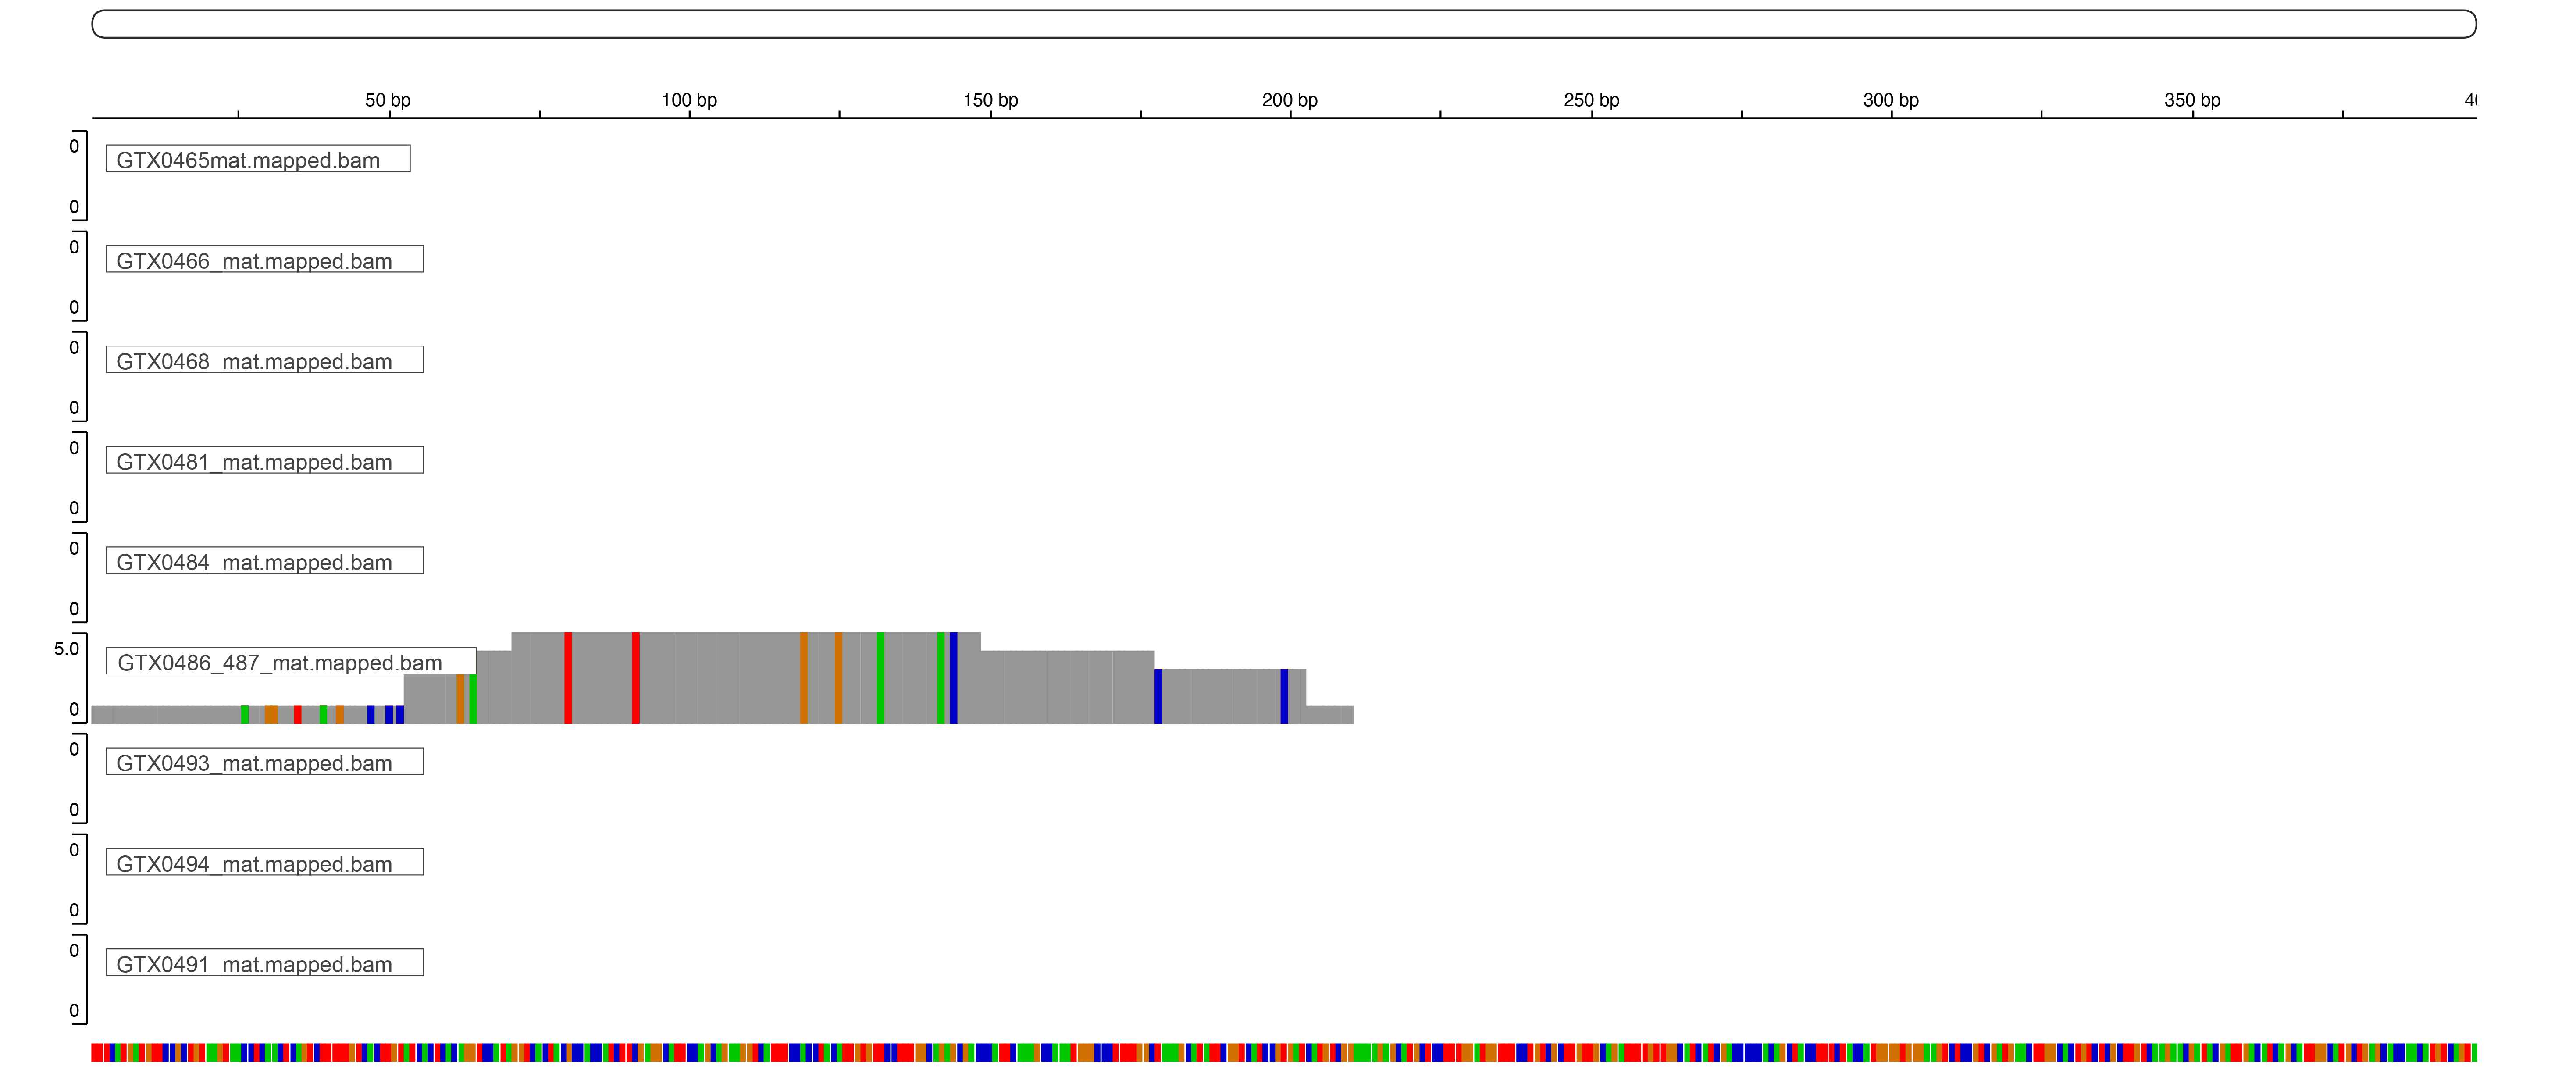 50 bp 100 bp 150 bp 200 bp 250 bp 300 bp 350 bp 40
0
GTX0465mat.mapped.bam
0
0
GTX0466_mat.mapped.bam
0
0
GTX0468_mat.mapped.bam
0
0
GTX0481_mat.mapped.bam
0
0
GTX0484_mat.mapped.bam
0
5.0
GTX0486_487_mat.mapped.bam
0
0
GTX0493_mat.mapped.bam
0
0
GTX0494_mat.mapped.bam
0
0
GTX0491_mat.mapped.bam
0